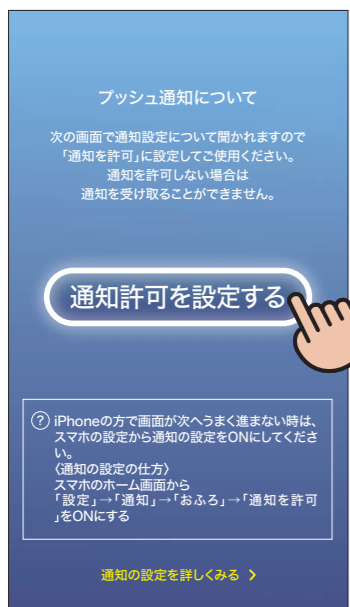 プッシュ通知について
次の画面で通知設定について聞かれますので
「通知を許可」に設定してご使用ください。
通知を許可しない場合は
通知を受け取ることができません。
通知許可を設定する
? iPhoneの方で画面が次へうまく進まない時は、
スマホの設定から通知の設定をONにしてくださ
い。
〈通知の設定の仕方〉
スマホのホーム画面から
「設定」→「通知」→「おふろ」→「通知を許可
」をONにする
通知の設定を詳しくみる >